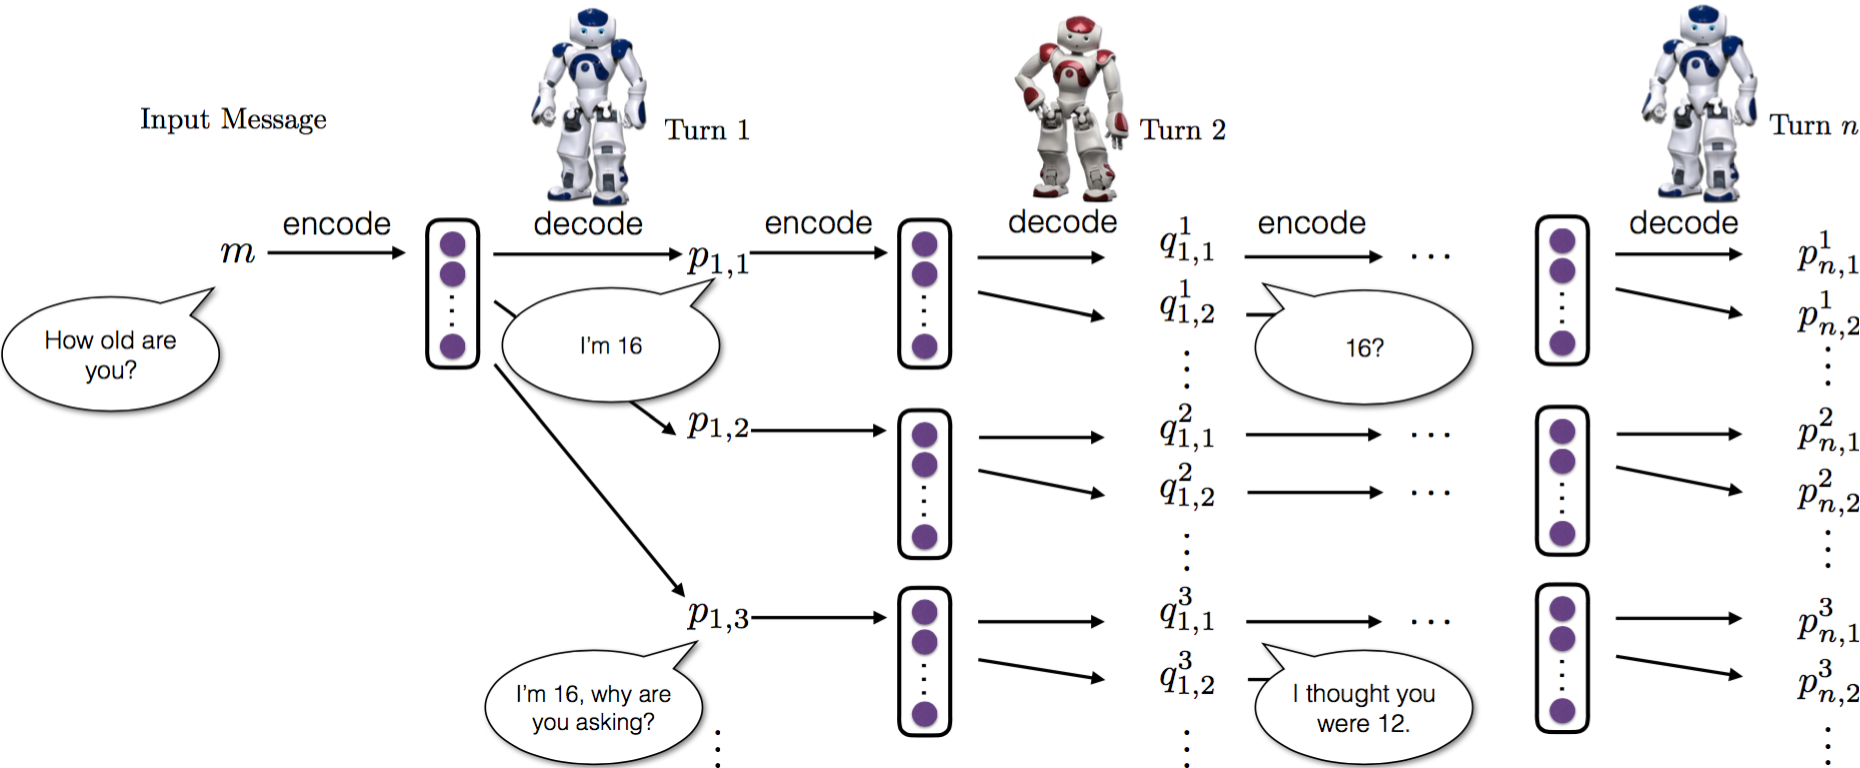 Input Message
Turn 1
Turn 2
Turn n
encode
decode
encode
decode
encode
decode
m
p_{1,1}
q^1_{1,1}
...
p^1_{n,1}
q^1_{1,2}
p^1_{n,2}
How old are
you?
I'm 16
16?
p_{1,2}
q^2_{1,1}
...
p^2_{n,1}
q^2_{1,2}
...
p^2_{n,2}
p_{1,3}
q^3_{1,1}
...
p^3_{n,1}
q^3_{1,2}
p^3_{n,2}
I'm 16, why are
you asking?
I thought you
were 12.